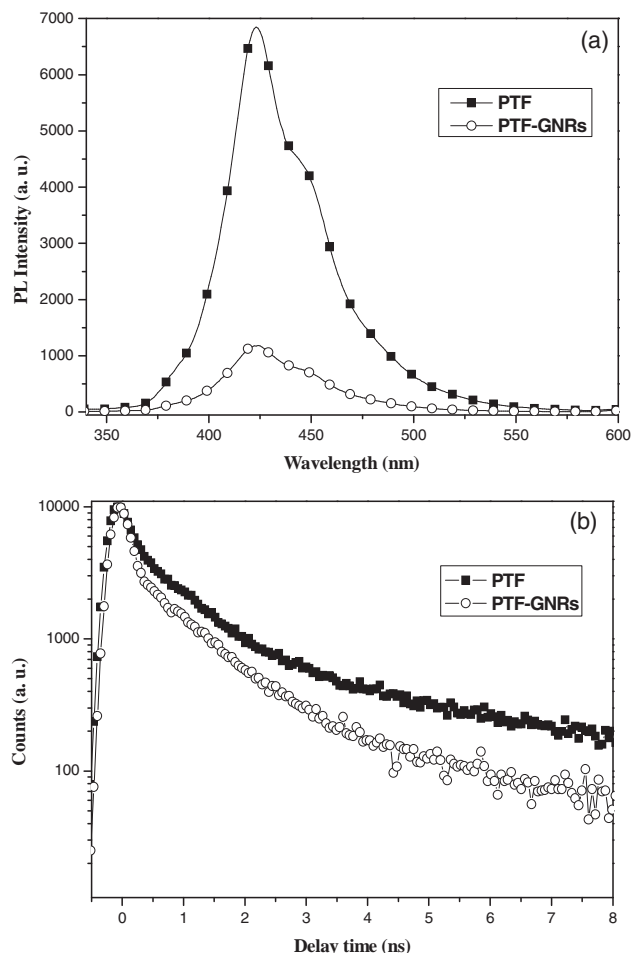 7000
(a)
6000
PTF
PTF-GNRs
5000
4000
PL Intensity (a. u.)
3000
2000
1000
0
350 400 450 500 550 600
Wavelength (nm)
10000
(b)
PTF
PTF-GNRs
1000
Counts (a. u.)
100
0 1 2 3 4 5 6 7 8
Delay time (ns)